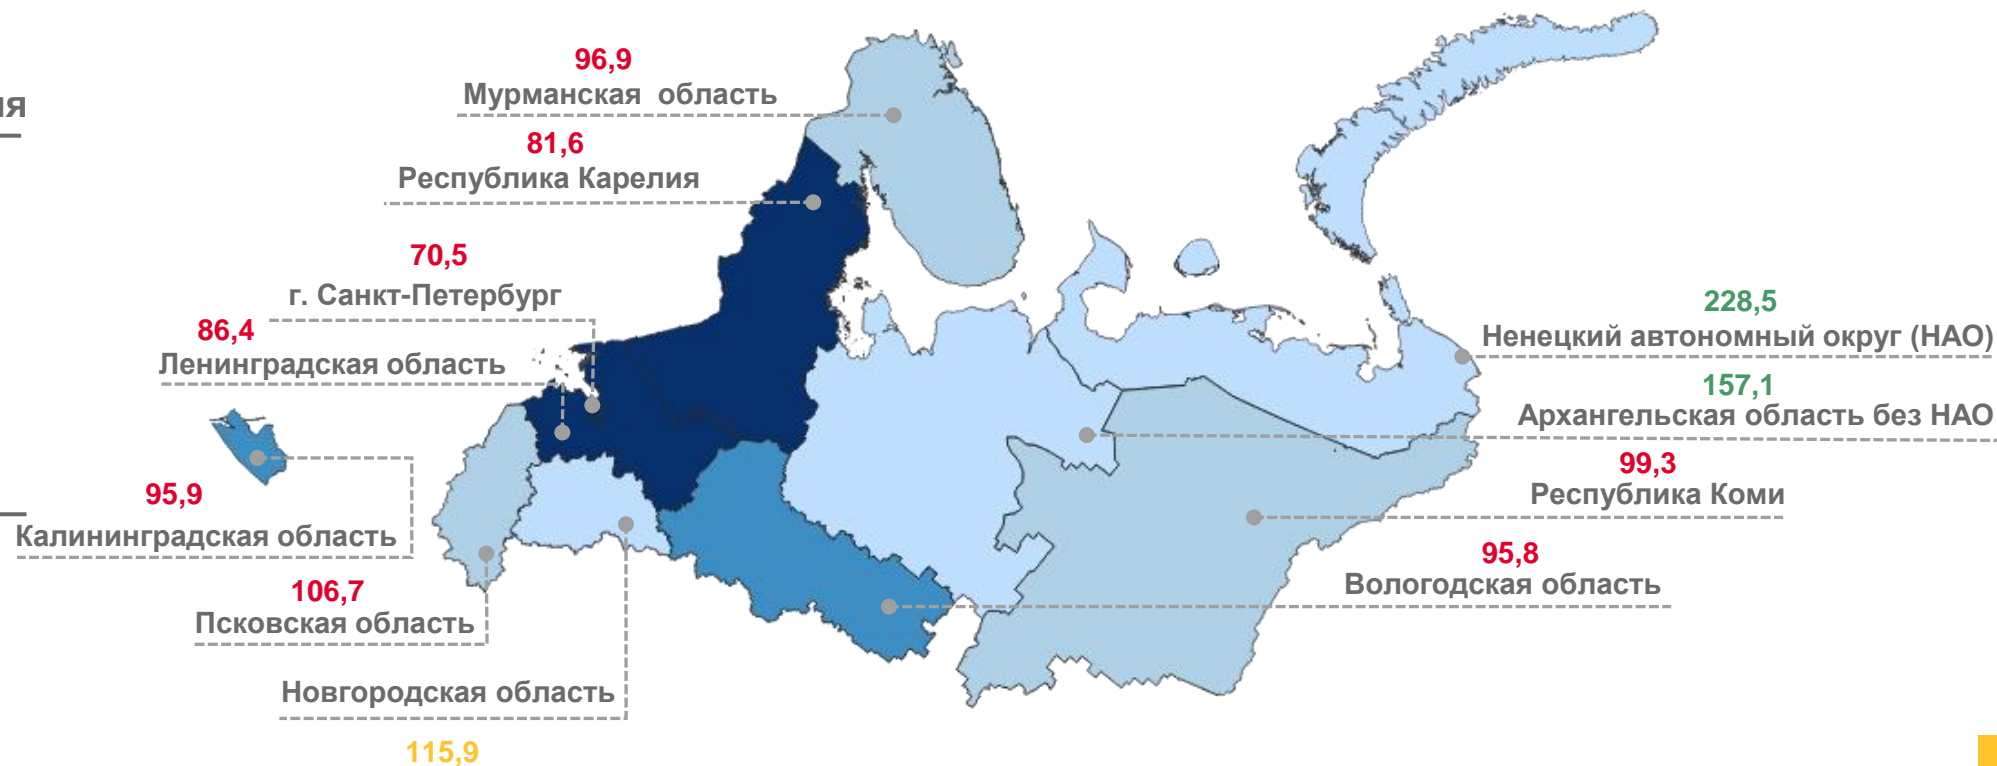 96,9
Мурманская область
ия
81,6
Республика Карелия
70,5
г. Санкт-Петербург
86,4
Ленинградская область
228,5
Ненецкий автономный округ (НАО)
157,1
Архангельская область без НАО
99,3
Республика Коми
95,9
Калининградская область
95,8
Вологодская область
106,7
Псковская область
Новгородская область
115,9